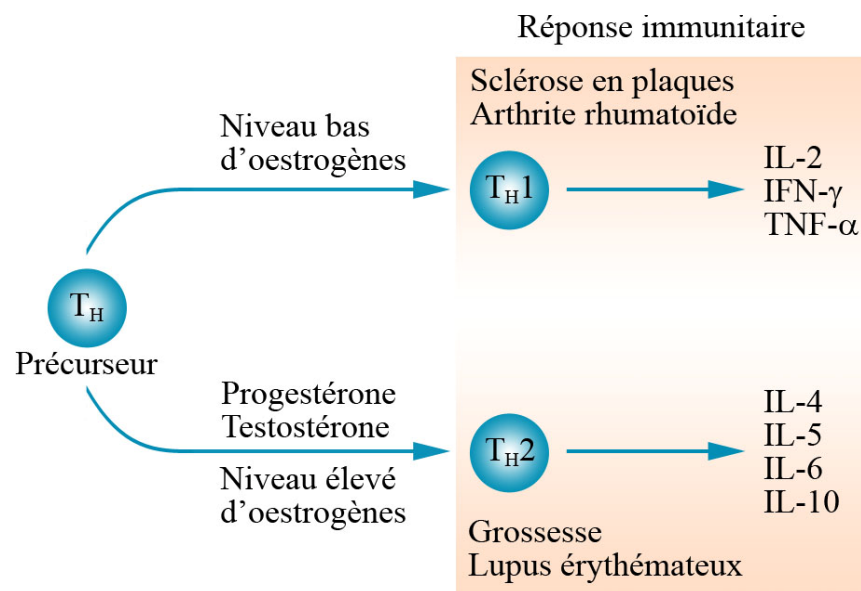 Réponse immunitaire
Sclérose en plaques
Arthrite rhumatoïde
Niveau bas
d’oestrogènes
TH1
IL-2
IFN-γ
TNF-α
TH
Précurseur
Progestérone
Testostérone
Niveau élevé
d’oestrogènes
TH2
IL-4
IL-5
IL-6
IL-10
Grossesse
Lupus érythémateux